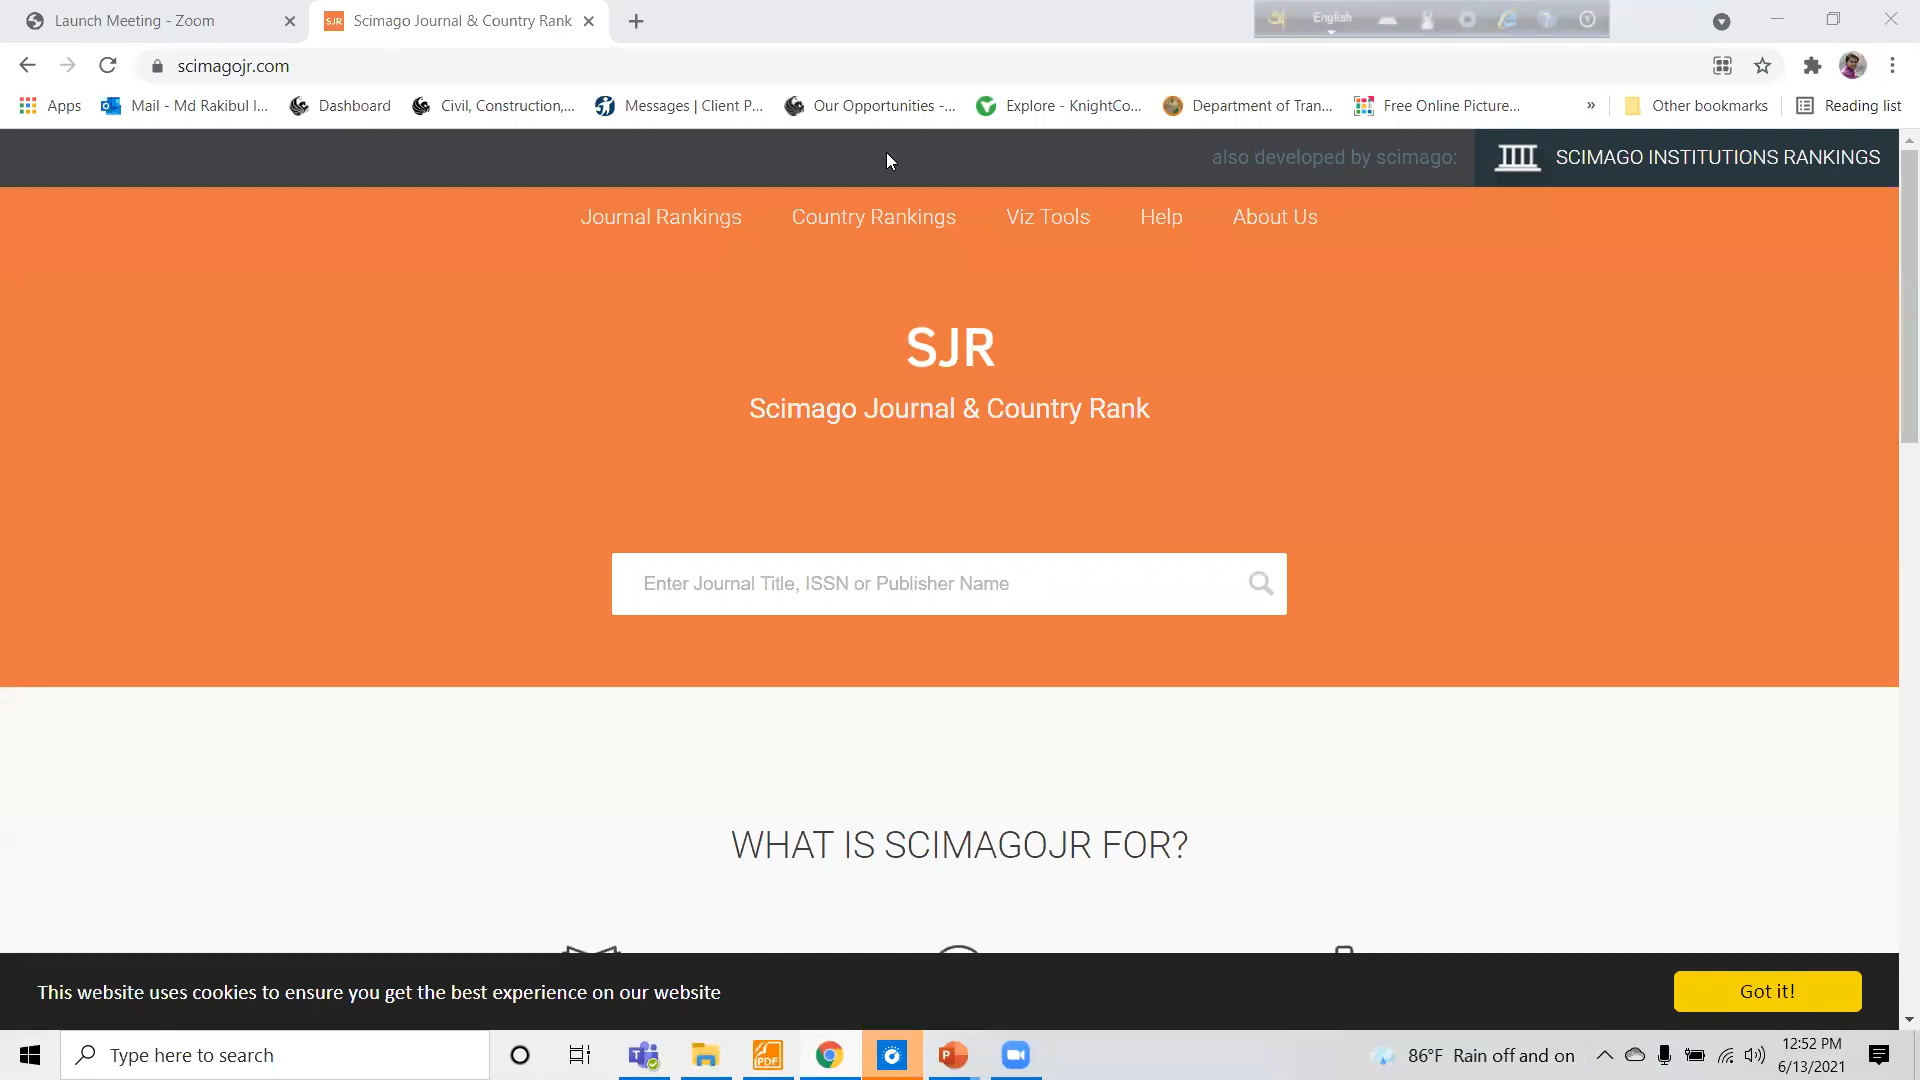 Launch Meeting - Zoom
SJR Scimago Journal & Country Rank
English
scimagojr.com
Apps
Mail - Md Rakibul I...
Dashboard
Civil, Construction,...
Messages | Client P...
Our Opportunities -...
Explore - KnightCo...
Department of Tran...
Free Online Picture...
»
Other bookmarks
Reading list
also developed by scimago:
SCIMAGO INSTITUTIONS RANKINGS
Journal Rankings
Country Rankings
Viz Tools
Help
About Us
SJR
Scimago Journal & Country Rank
Enter Journal Title, ISSN or Publisher Name
WHAT IS SCIMAGOJR FOR?
This website uses cookies to ensure you get the best experience on our website
Got it!
Type here to search
86°F Rain off and on
12:52 PM
6/13/2021